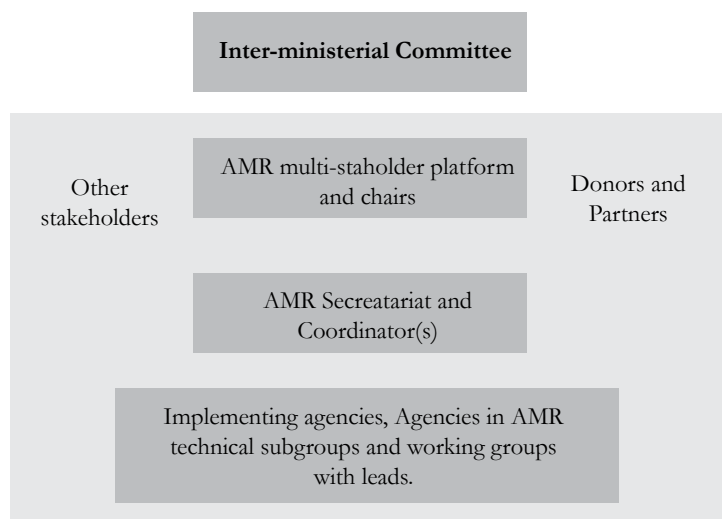 Inter-ministerial Committee
AMR multi-staholder platform
and chairs
Other
stakeholders
Donors and
Partners
AMR Secreatariat and
Coordinator(s)
Implementing agencies, Agencies in AMR
technical subgroups and working groups
with leads.